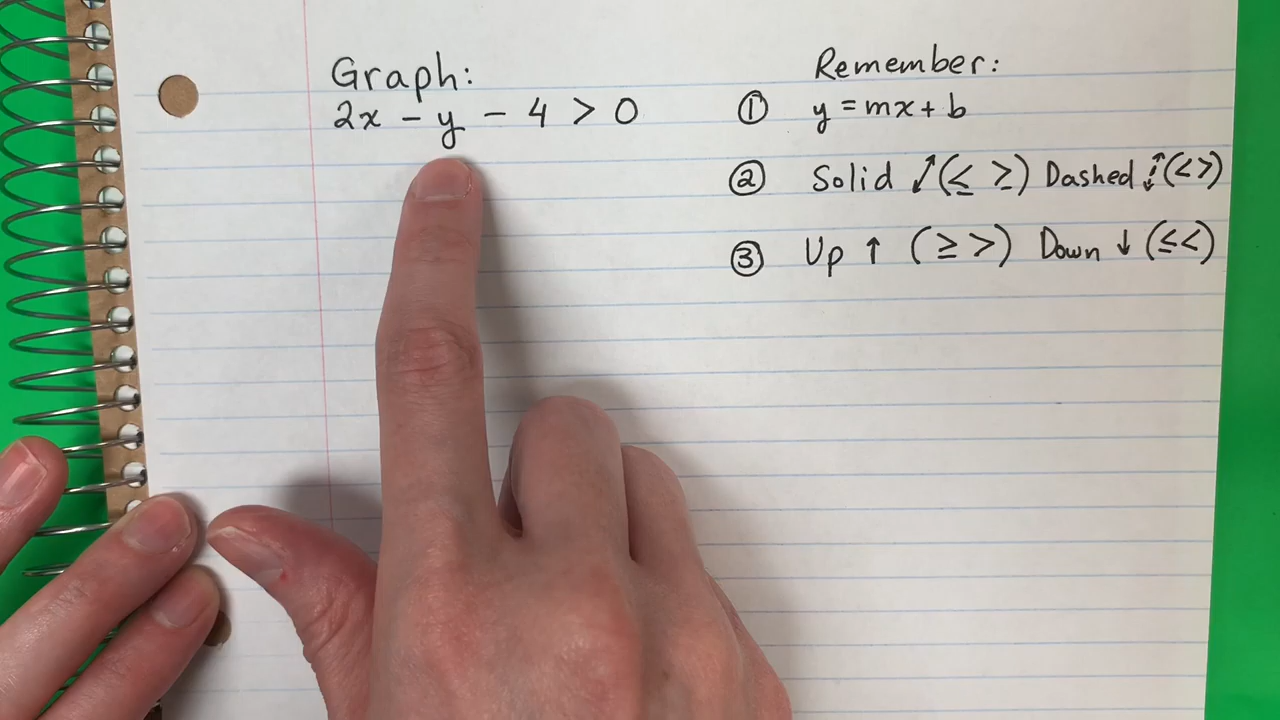 Graph:
2x - y - 4 > 0
Remember:
① y = mx + b
② Solid ↗ (≤ ≥) Dashed ⇡ (< >)
③ Up ↑ (≥ >) Down ↓ (≤ <)